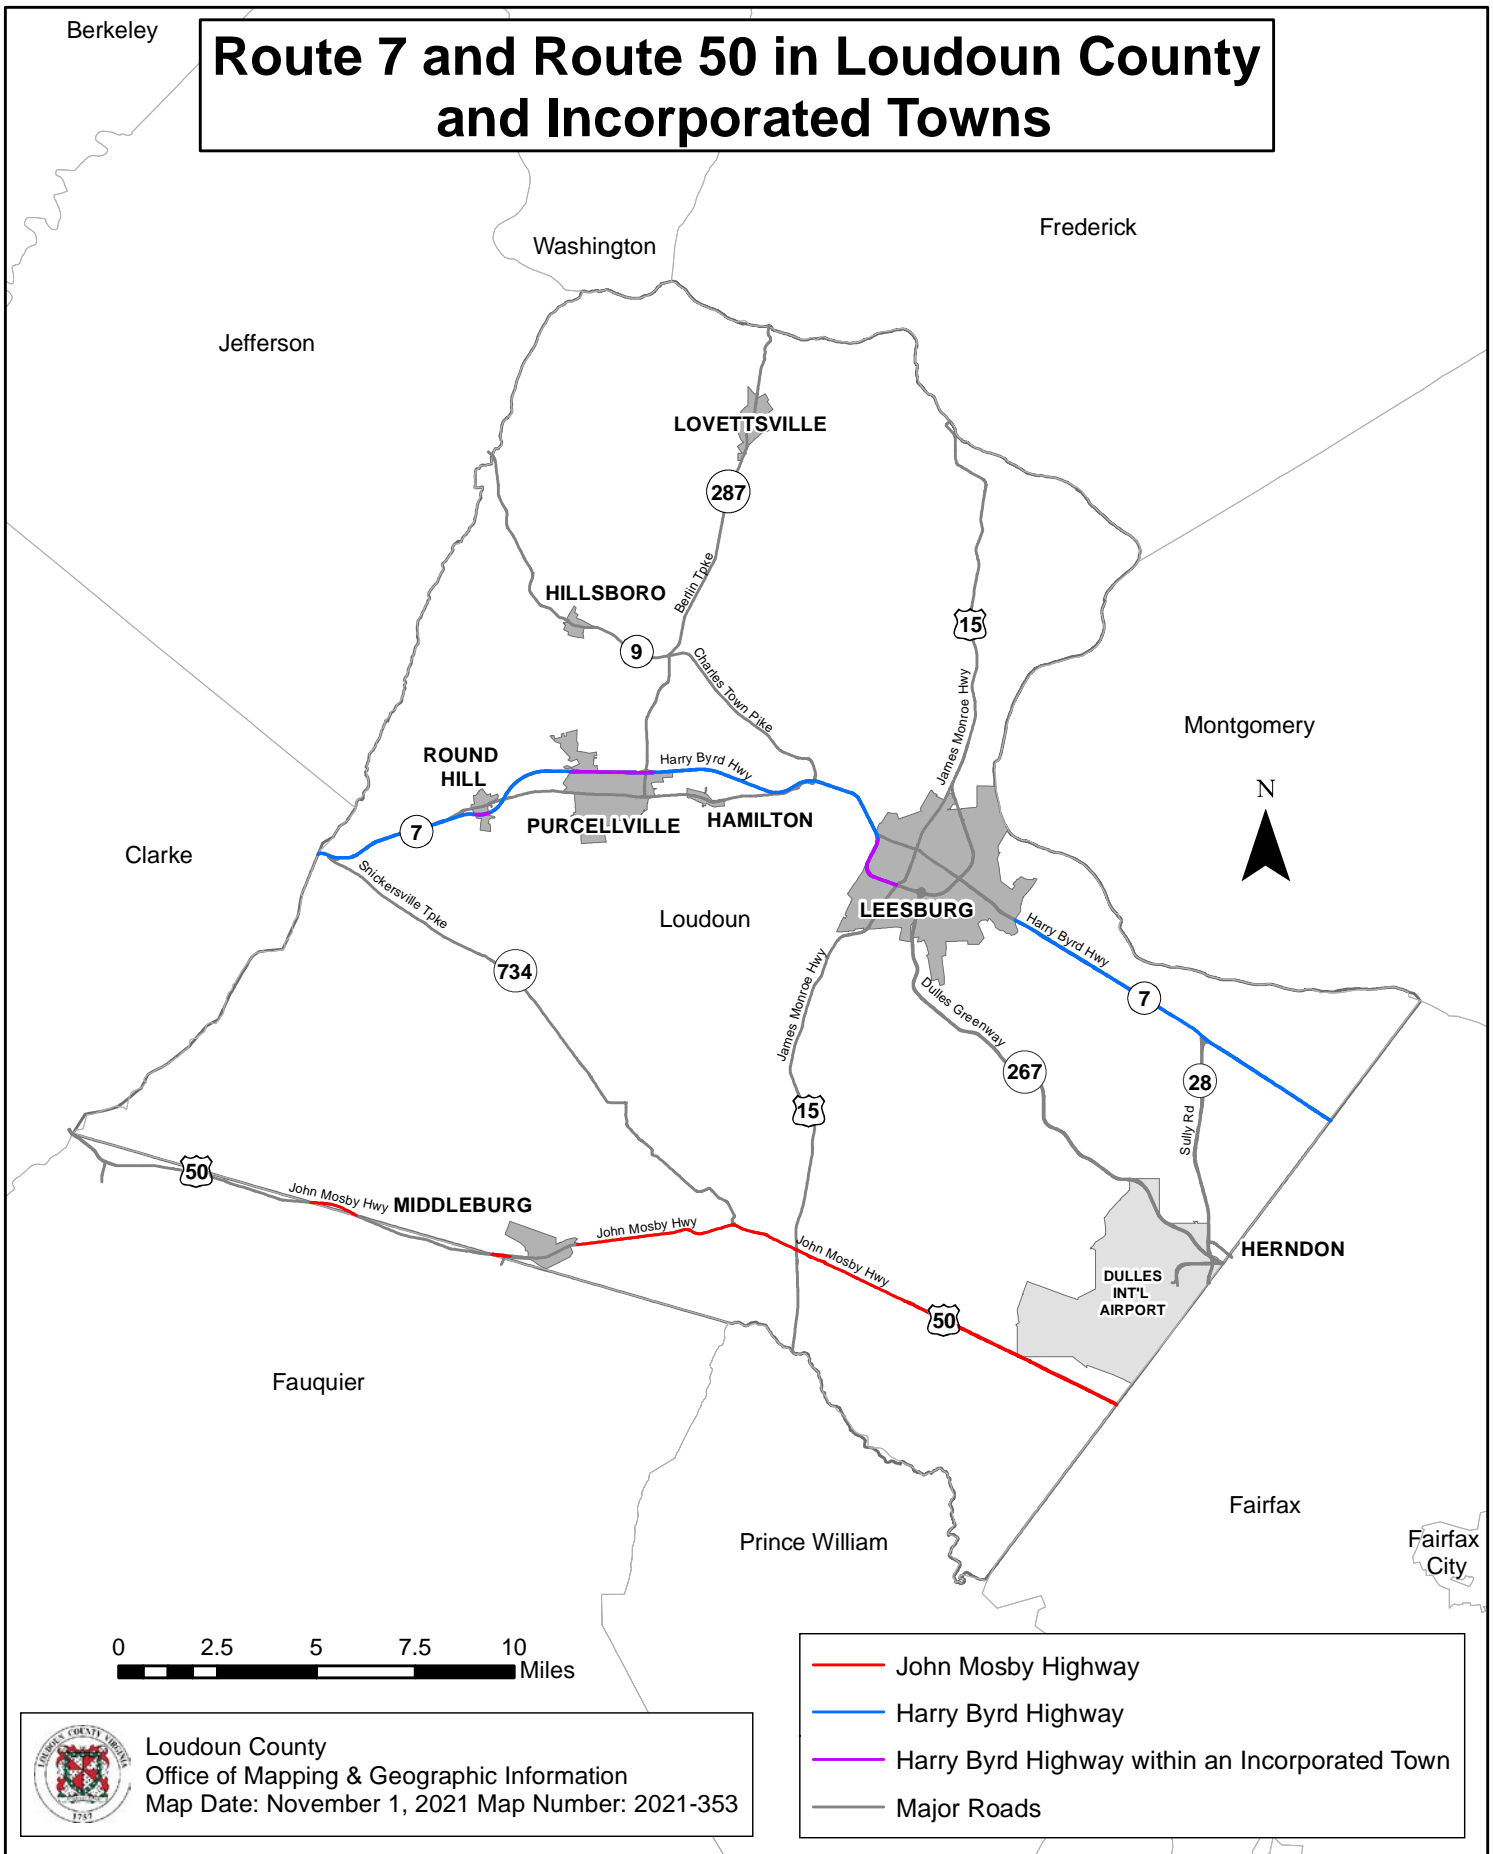 Berkeley
Route 7 and Route 50 in Loudoun County
and Incorporated Towns
Frederick
Washington
Jefferson
LOVETTSVILLE
287
Berlin Tpke
HILLSBORO
15
9
Charles Town Pike
James Monroe Hwy
Montgomery
ROUND
HILL
Harry Byrd Hwy
N
7
PURCELLVILLE
HAMILTON
Clarke
Snickersville Tpke
LEESBURG
Loudoun
Harry Byrd Hwy
734
James Monroe Hwy
Dulles Greenway
7
267
28
15
Sully Rd
50
John Mosby Hwy
MIDDLEBURG
John Mosby Hwy
John Mosby Hwy
HERNDON
DULLES
INT'L
AIRPORT
50
Fauquier
Fairfax
Prince William
Fairfax
City
0 2.5 5 7.5 10
Miles
John Mosby Highway
Harry Byrd Highway
Harry Byrd Highway within an Incorporated Town
Major Roads
LOUDOUN COUNTY VIRGINIA
1757
Loudoun County
Office of Mapping & Geographic Information
Map Date: November 1, 2021 Map Number: 2021-353